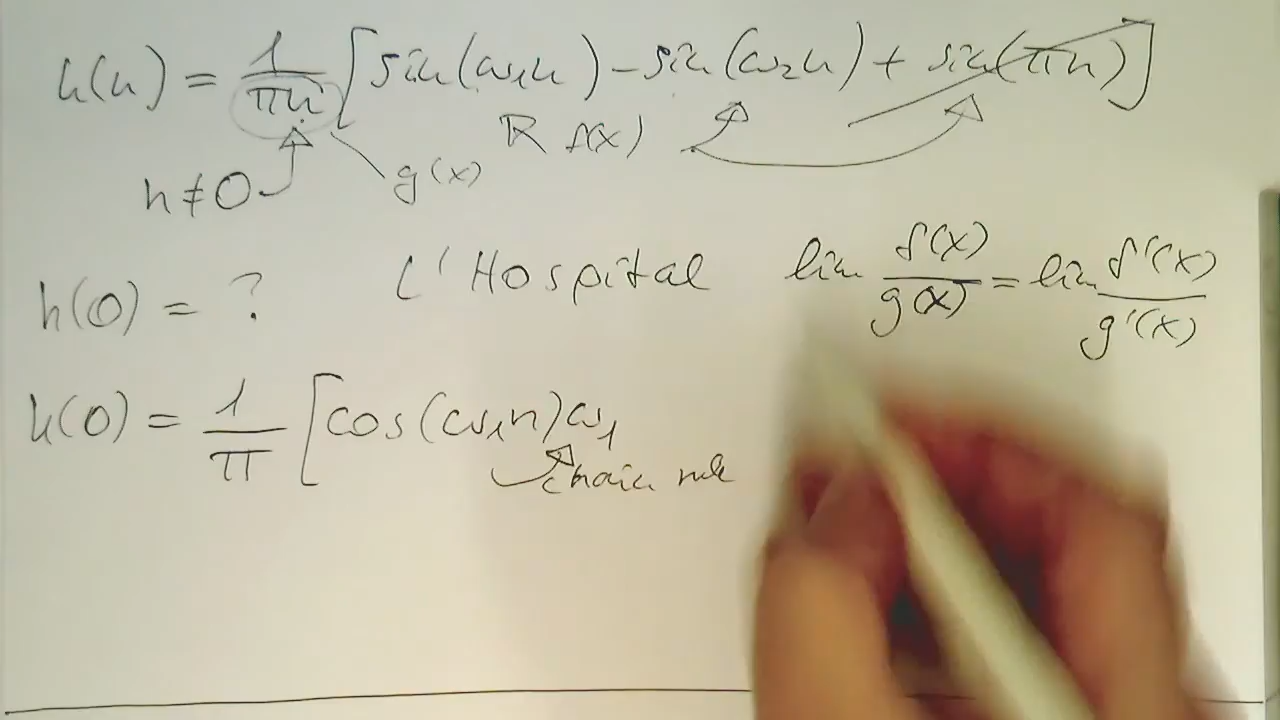 h(n) = 1/πn [sin(ω₁n) - sin(ω₂n) + sin(πn)]
ℝ f(x)
n ≠ 0 g(x)
h(0) = ? L'Hospital lim f(x)/g(x) = lim f'(x)/g'(x)
h(0) = 1/π [cos(ω₁n)ω₁
chain rule